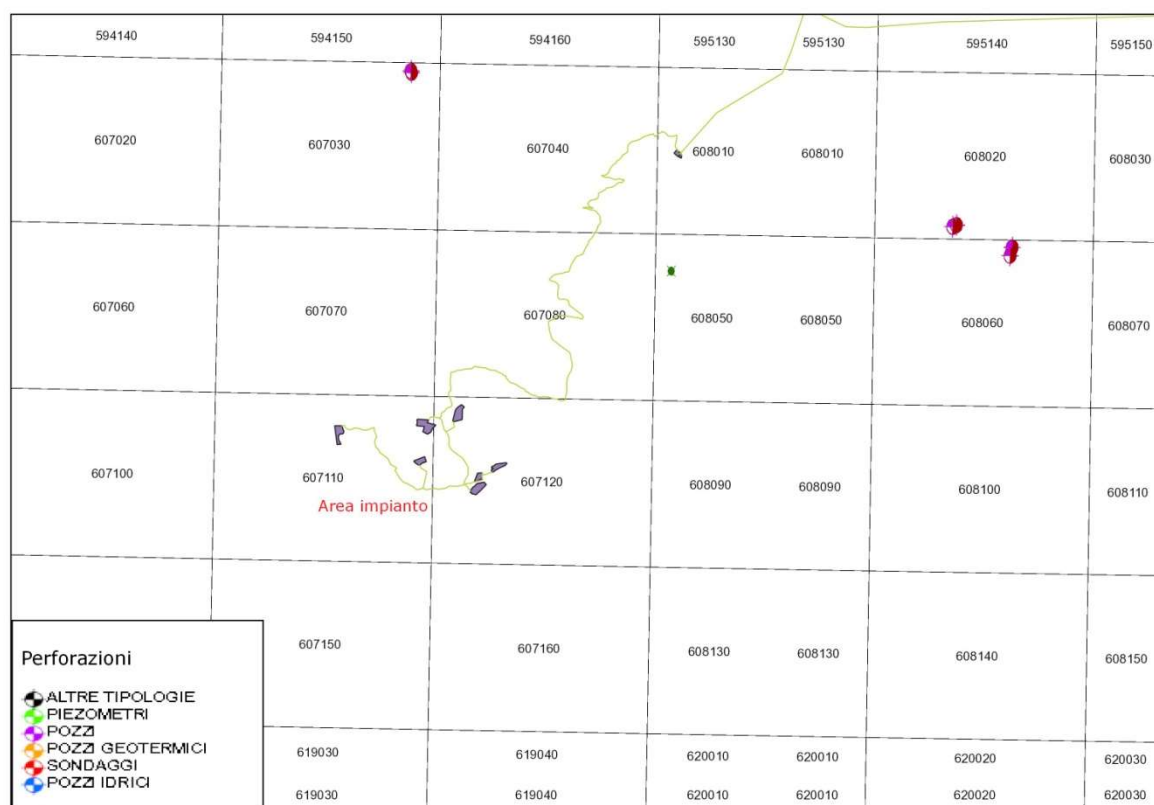 594140 594150 594160 595130 595130 595140 595150
607020 607030 607040 608010 608010 608020 608030
607060 607070 607080 608050 608050 608060 608070
607100 607110 607120 608090 608090 608100 608110
Area impianto
607150 607160 608130 608130 608140 608150
619030 619040 620010 620010 620020 620030
619030 619040 620010 620010 620020 620030
Perforazioni
ALTRE TIPOLOGIE
PIEZOMETRI
POZZI
POZZI GEOTERMICI
SONDAGGI
POZZI IDRICI